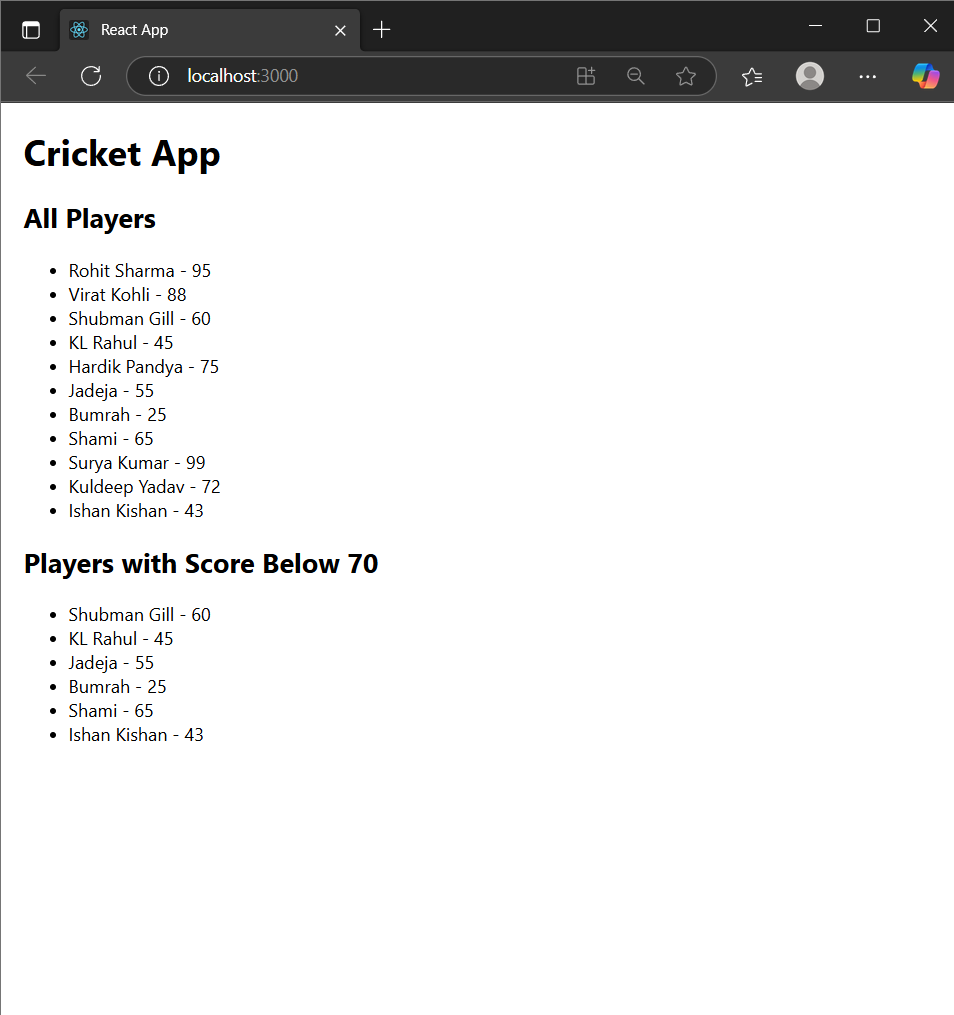 React App
localhost:3000
Cricket App
All Players
Rohit Sharma - 95
Virat Kohli - 88
Shubman Gill - 60
KL Rahul - 45
Hardik Pandya - 75
Jadeja - 55
Bumrah - 25
Shami - 65
Surya Kumar - 99
Kuldeep Yadav - 72
Ishan Kishan - 43
Players with Score Below 70
Shubman Gill - 60
KL Rahul - 45
Jadeja - 55
Bumrah - 25
Shami - 65
Ishan Kishan - 43